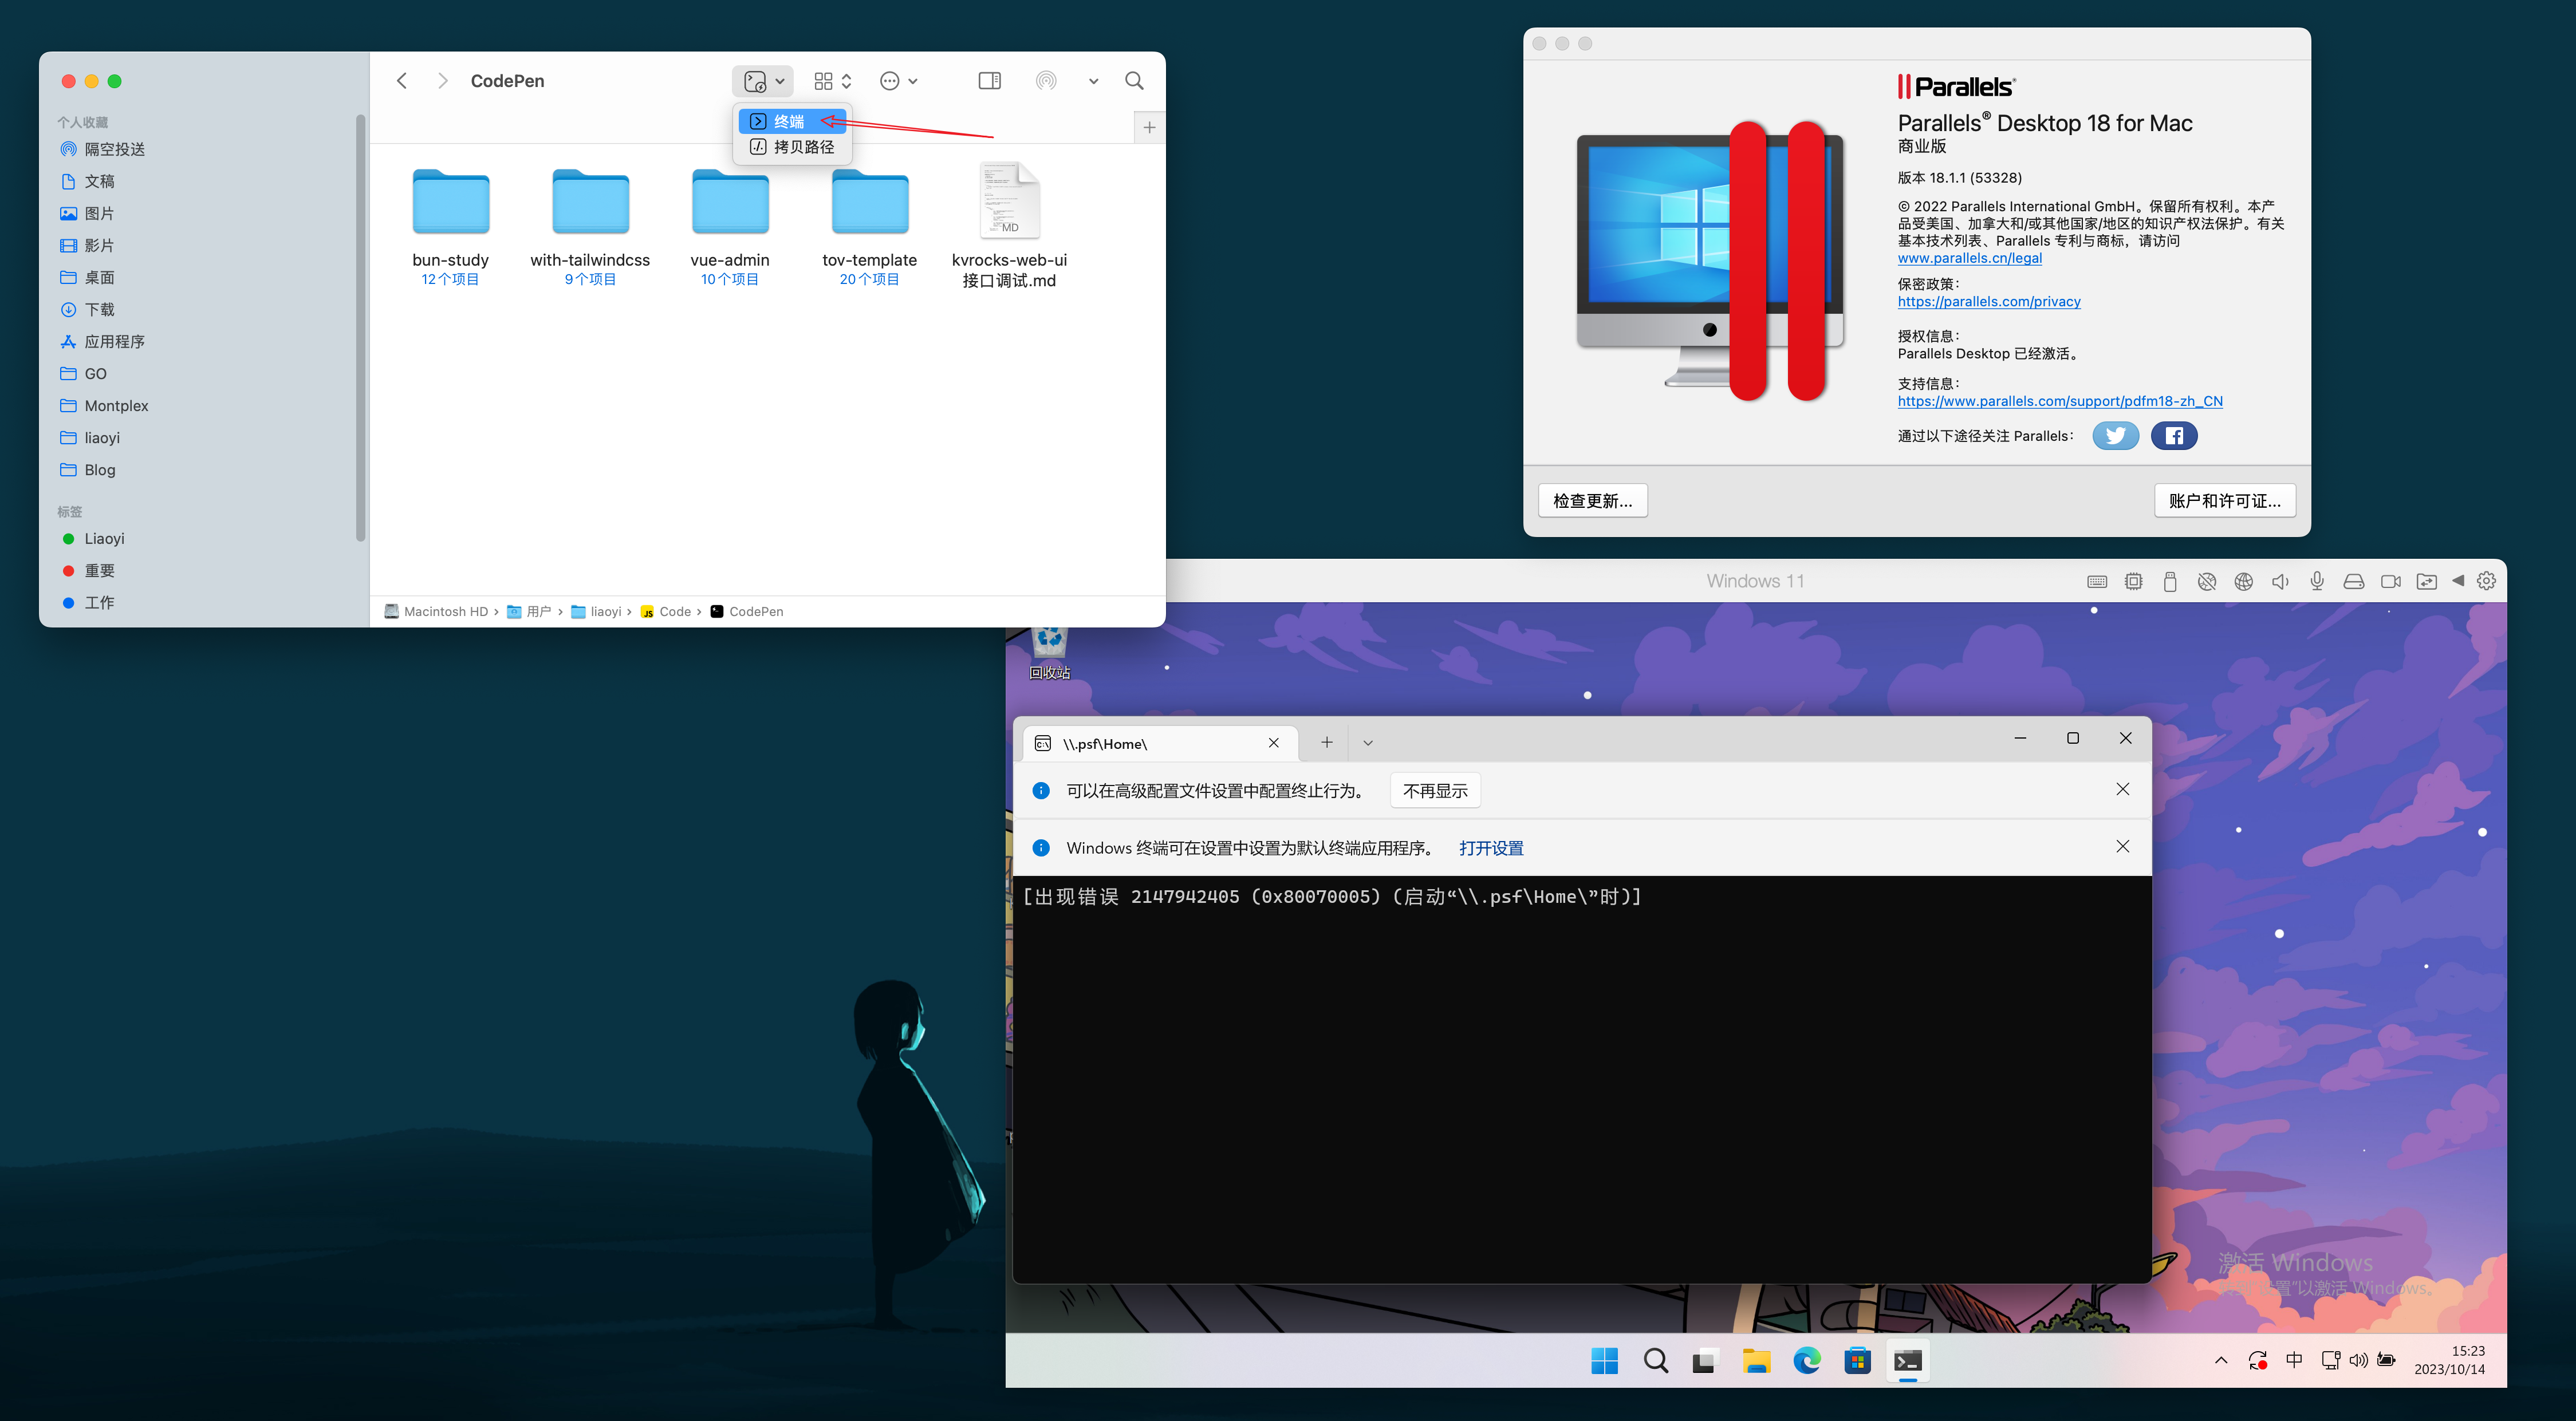 CodePen
终端
拷贝路径
个人收藏
隔空投送
文稿
图片
影片
桌面
下载
应用程序
GO
Montplex
liaoyi
Blog
标签
Liaoyi
重要
工作
bun-study
12个项目
with-tailwindcss
9个项目
vue-admin
10个项目
tov-template
20个项目
MD
kvrocks-web-ui
接口调试.md
Macintosh HD › 用户 › liaoyi › JS Code › CodePen
Parallels®
Parallels® Desktop 18 for Mac
商业版
版本 18.1.1 (53328)
© 2022 Parallels International GmbH。保留所有权利。本产
品受美国、加拿大和/或其他国家/地区的知识产权法保护。有关
基本技术列表、Parallels 专利与商标，请访问
www.parallels.cn/legal
保密政策：
https://parallels.com/privacy
授权信息：
Parallels Desktop 已经激活。
支持信息：
https://www.parallels.com/support/pdfm18-zh_CN
通过以下途径关注 Parallels：
检查更新...
账户和许可证...
Windows 11
回收站
C:\ \\.psf\Home\
可以在高级配置文件设置中配置终止行为。 不再显示
Windows 终端可在设置中设置为默认终端应用程序。 打开设置
[出现错误 2147942405 (0x80070005) (启动“\\.psf\Home\”时)]
激活 Windows
设置"以激活 Windows。
中
15:23
2023/10/14